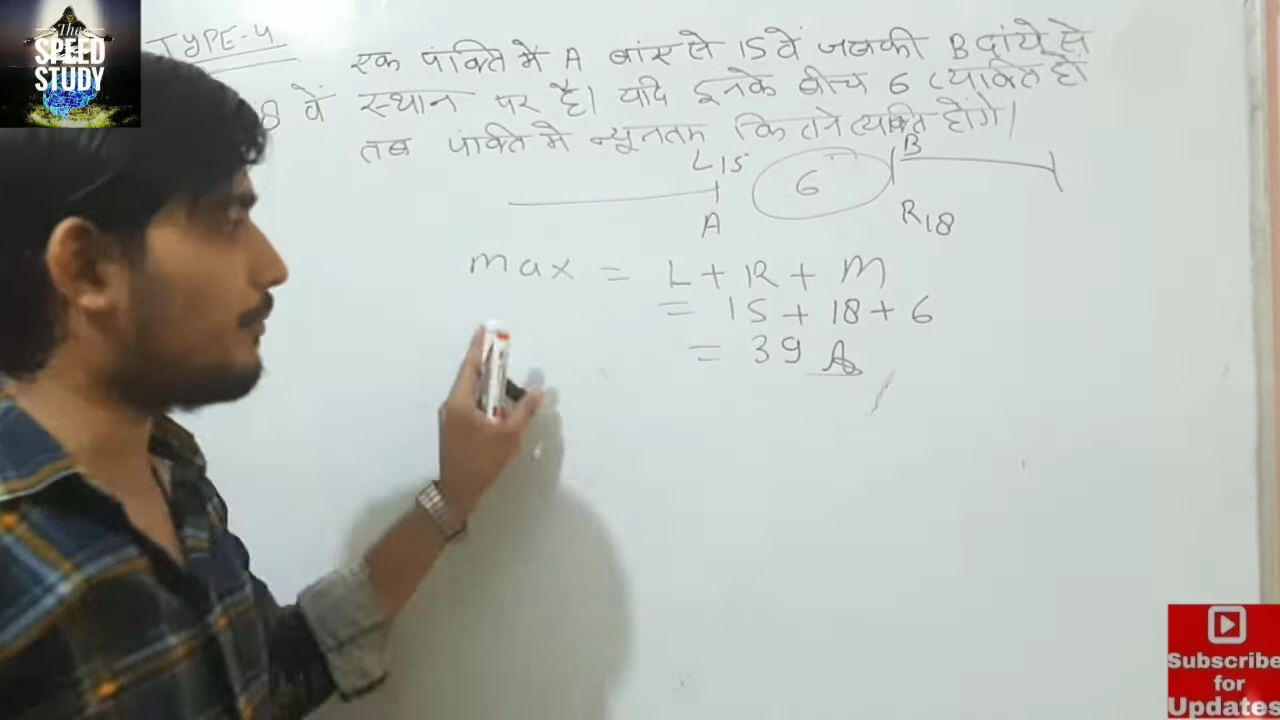 The
SPEED
STUDY
TYPE-4
एक पंक्ति में A बांए से 15वें जबकी B दांये से
8 वें स्थान पर है। यदि इनके बीच 6 व्यक्ति हों
तब पंक्ति मे न्यूनतम कितने व्यक्ति होंगे।
L15 6 B
A R18
max = L + R + M
= 15 + 18 + 6
= 39 A
Subscribe
for
Updates